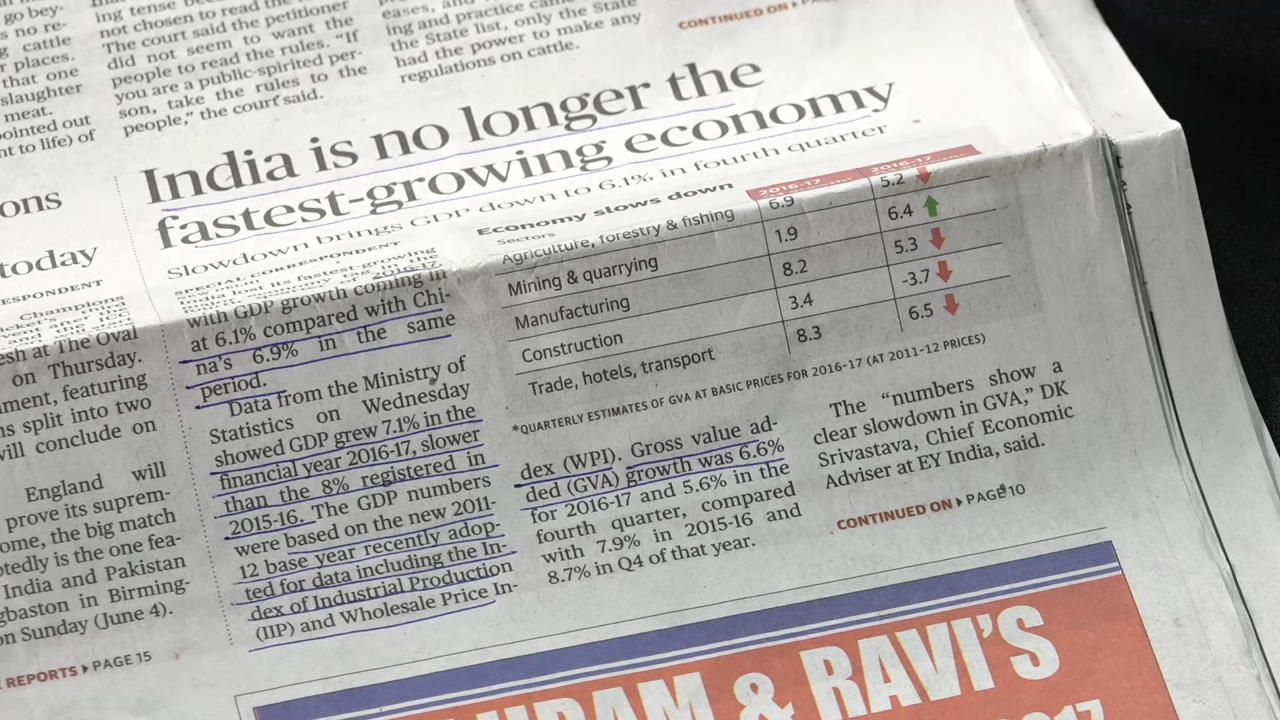 go bey-
s no re-
cattle
r places.
that one
slaughter
meat.
pointed out
nt to life) of
ing tense
not chosen to read the
The court said the petitioner
did not seem to want the
people to read the rules. “If
you are a public-spirited per-
son, take the rules to the
people,” the court said.
eases, and
ing and practice
the State list, only the State
had the power to make any
regulations on cattle.
CONTINUED ON
India is no longer the
fastest-growing economy
Slowdown brings GDP down to 6.1% in fourth quarter
SPECIAL CORRESPONDENT
its fastest-growing
2016-17,
with GDP growth coming in
at 6.1% compared with Chi-
na’s 6.9% in the same
period.
Data from the Ministry of
Statistics on Wednesday
showed GDP grew 7.1% in the
financial year 2016-17, slower
than the 8% registered in
2015-16. The GDP numbers
were based on the new 2011-
12 base year recently adop-
ted for data including the In-
dex of Industrial Production
(IIP) and Wholesale Price In-
Economy slows down
Sectors 2016-17 2016-17
Agriculture, forestry & fishing 6.9 5.2
Mining & quarrying 1.9 6.4
Manufacturing 8.2 5.3
Construction 3.4 -3.7
Trade, hotels, transport 8.3 6.5
*QUARTERLY ESTIMATES OF GVA AT BASIC PRICES FOR 2016-17 (AT 2011-12 PRICES)
dex (WPI). Gross value ad-
ded (GVA) growth was 6.6%
for 2016-17 and 5.6% in the
fourth quarter, compared
with 7.9% in 2015-16 and
8.7% in Q4 of that year.
The “numbers show a
clear slowdown in GVA,” DK
Srivastava, Chief Economic
Adviser at EY India, said.
CONTINUED ON PAGE 10
ons
today
ESPONDENT
Champions
esh at The Oval
on Thursday.
ment, featuring
ns split into two
will conclude on
England will
prove its suprem-
ome, the big match
otedly is the one fea-
India and Pakistan
gbaston in Birming-
on Sunday (June 4).
REPORTS PAGE 15
& RAVI’S